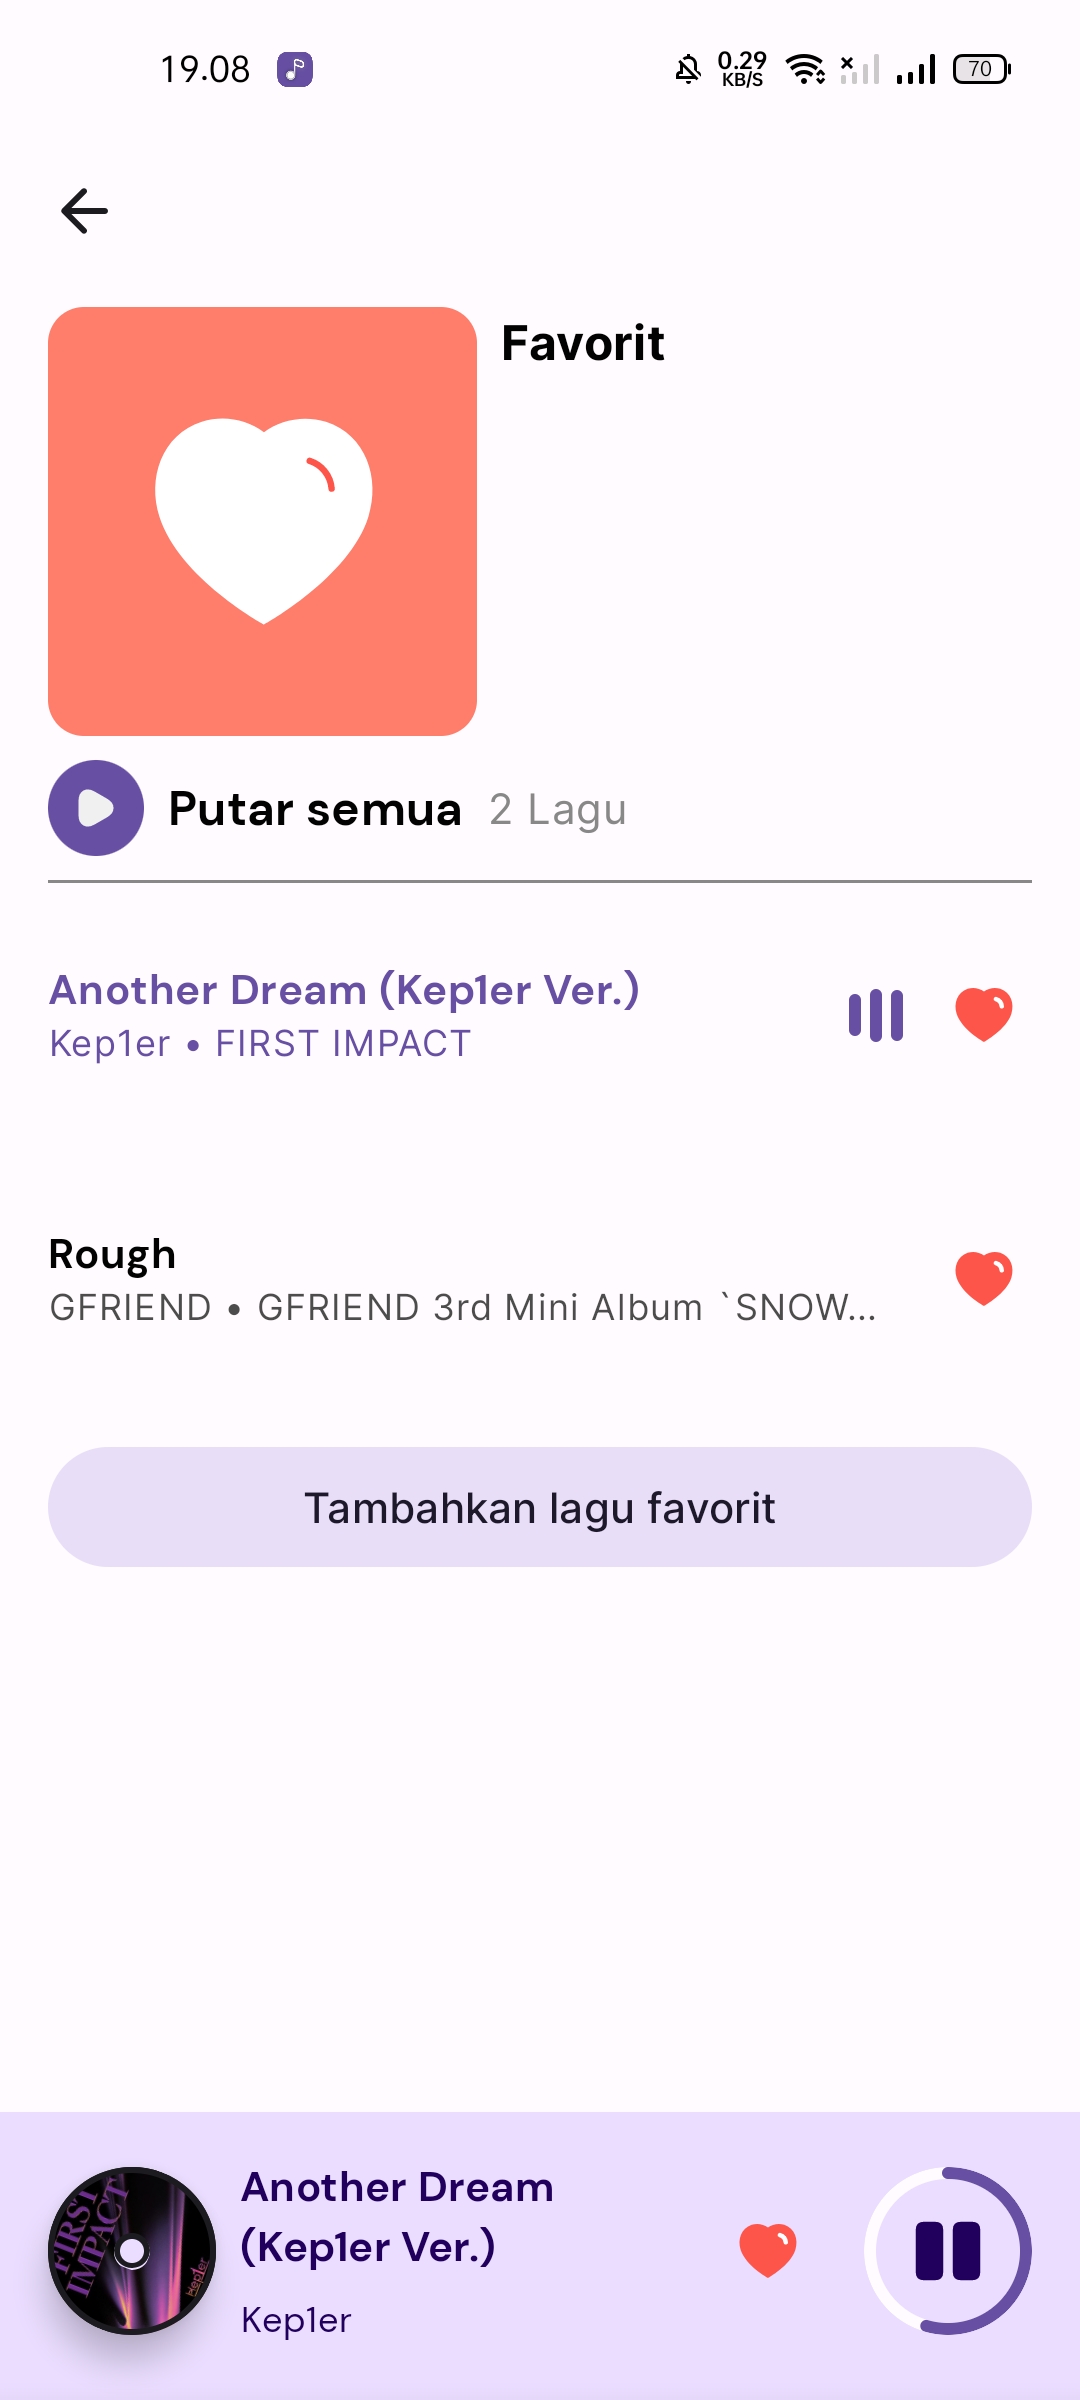 19.08
0.29
KB/S
70
Favorit
Putar semua 2 Lagu
Another Dream (Kep1er Ver.)
Kep1er • FIRST IMPACT
Rough
GFRIEND • GFRIEND 3rd Mini Album `SNOW...
Tambahkan lagu favorit
FIRST
IMPACT
Kep1er
Another Dream
(Kep1er Ver.)
Kep1er